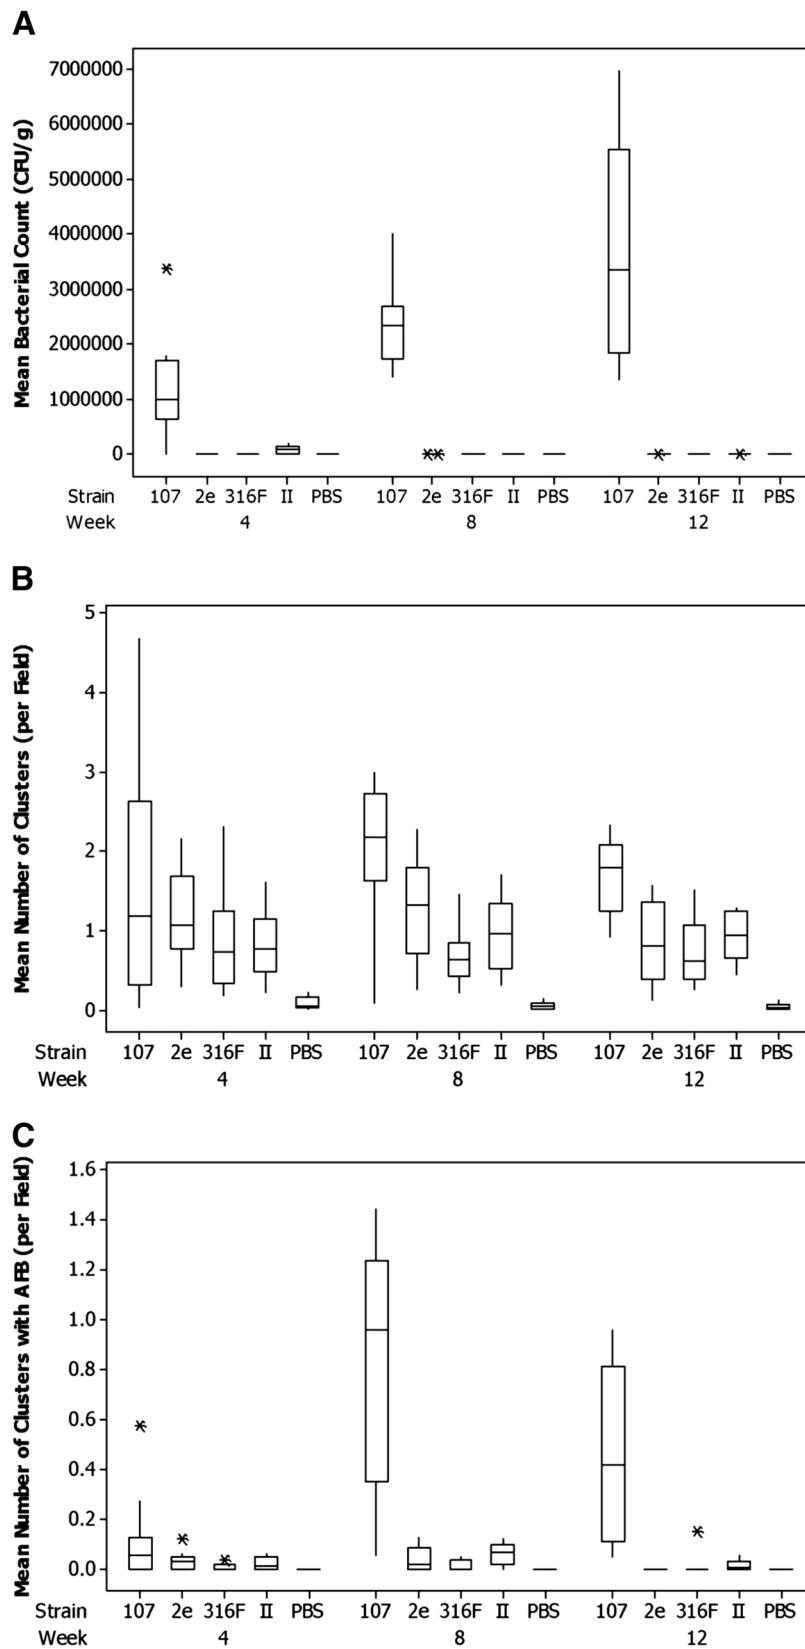 A
Mean Bacterial Count (CFU/g)
7000000
6000000
5000000
4000000
3000000
2000000
1000000
0
Strain 107 2e 316F II PBS 107 2e 316F II PBS 107 2e 316F II PBS
Week 4 8 12
B
Mean Number of Clusters (per Field)
5
4
3
2
1
0
Strain 107 2e 316F II PBS 107 2e 316F II PBS 107 2e 316F II PBS
Week 4 8 12
C
Mean Number of Clusters with AFB (per Field)
1.6
1.4
1.2
1.0
0.8
0.6
0.4
0.2
0.0
Strain 107 2e 316F II PBS 107 2e 316F II PBS 107 2e 316F II PBS
Week 4 8 12